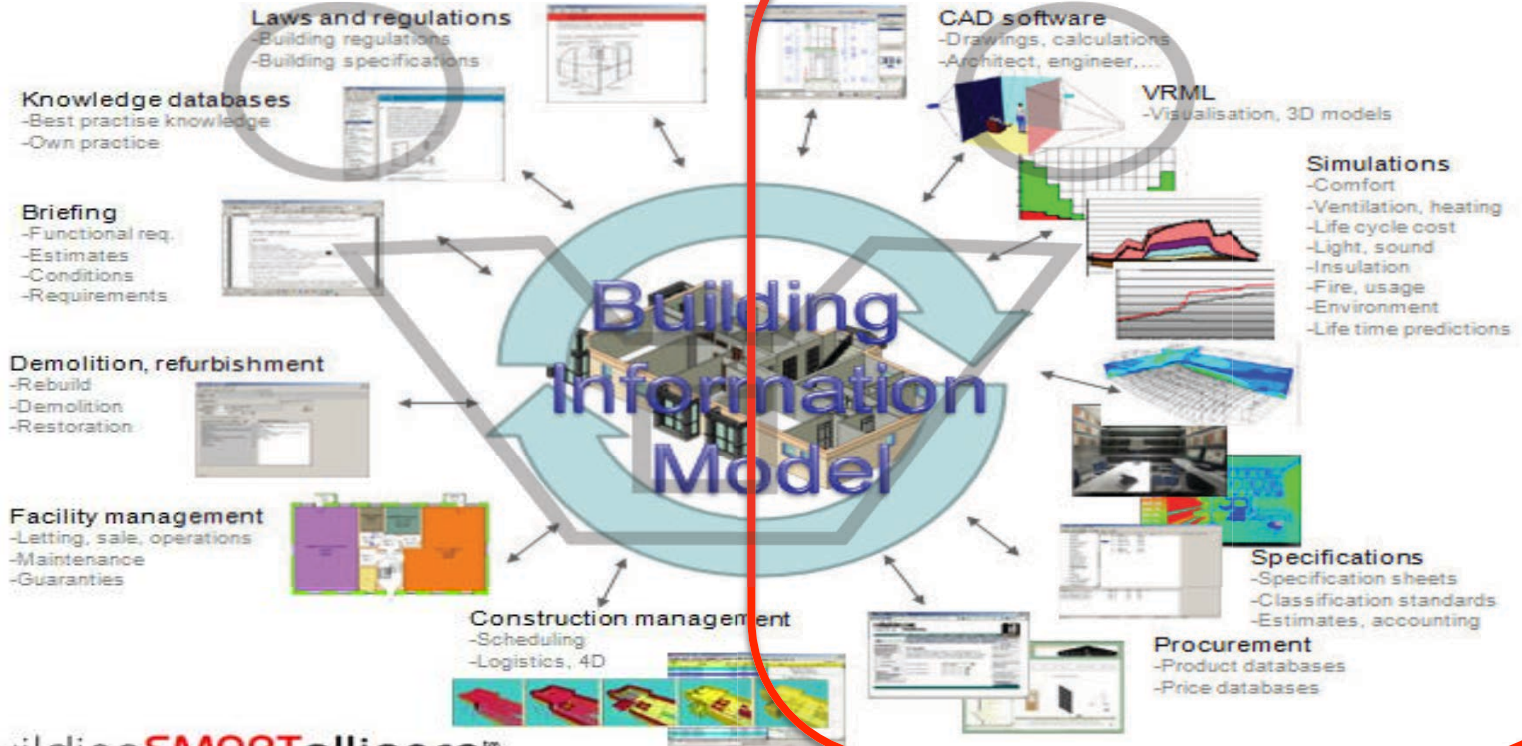 Laws and regulations
-Building regulations
-Building specifications
CAD software
-Drawings, calculations
-Architect, engineer,...
Knowledge databases
-Best practise knowledge
-Own practice
VRML
-Visualisation, 3D models
Simulations
-Comfort
-Ventilation, heating
-Life cycle cost
-Light, sound
-Insulation
-Fire, usage
-Environment
-Life time predictions
Briefing
-Functional req.
-Estimates
-Conditions
-Requirements
Building
Information
Model
Demolition, refurbishment
-Rebuild
-Demolition
-Restoration
Facility management
-Letting, sale, operations
-Maintenance
-Guaranties
Specifications
-Specification sheets
-Classification standards
-Estimates, accounting
Construction management
-Scheduling
-Logistics, 4D
Procurement
-Product databases
-Price databases